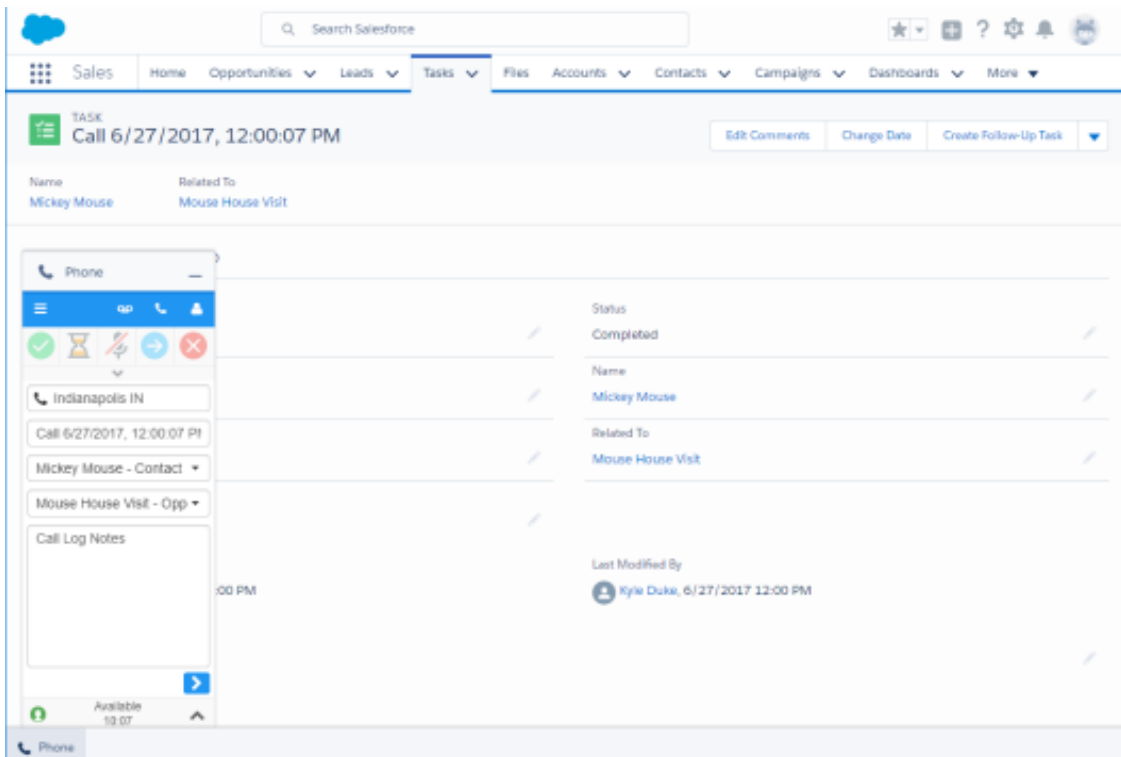 Search Salesforce
Sales Home Opportunities Leads Tasks Files Accounts Contacts Campaigns Dashboards More
TASK
Call 6/27/2017, 12:00:07 PM
Edit Comments Change Date Create Follow-Up Task
Name Related To
Mickey Mouse Mouse House Visit
Phone
Status
Completed
Name
Indianapolis IN
Mickey Mouse
Call 6/27/2017, 12:00:07 PM
Related To
Mickey Mouse - Contact
Mouse House Visit
Mouse House Visit - Opp
Call Log Notes
Last Modified By
:00 PM
Kyle Duke, 6/27/2017 12:00 PM
Available
10:07
Phone